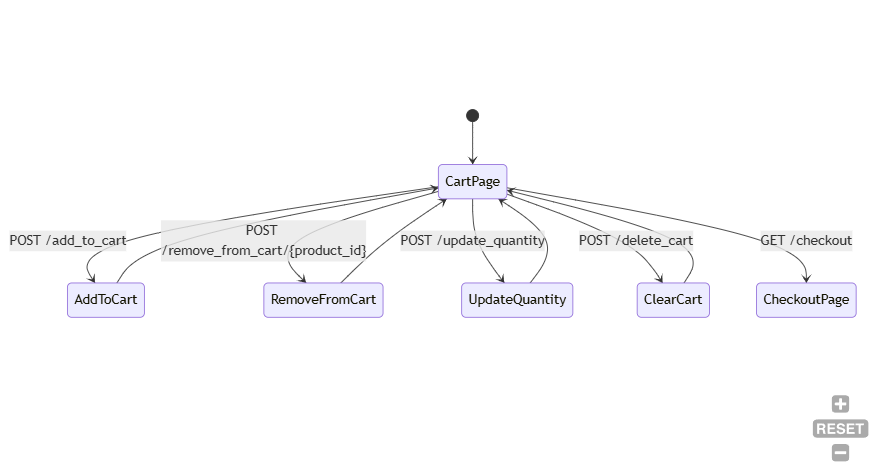 CartPage
POST /add_to_cart
POST
/remove_from_cart/{product_id}
POST /update_quantity
POST /delete_cart
GET /checkout
AddToCart
RemoveFromCart
UpdateQuantity
ClearCart
CheckoutPage
RESET